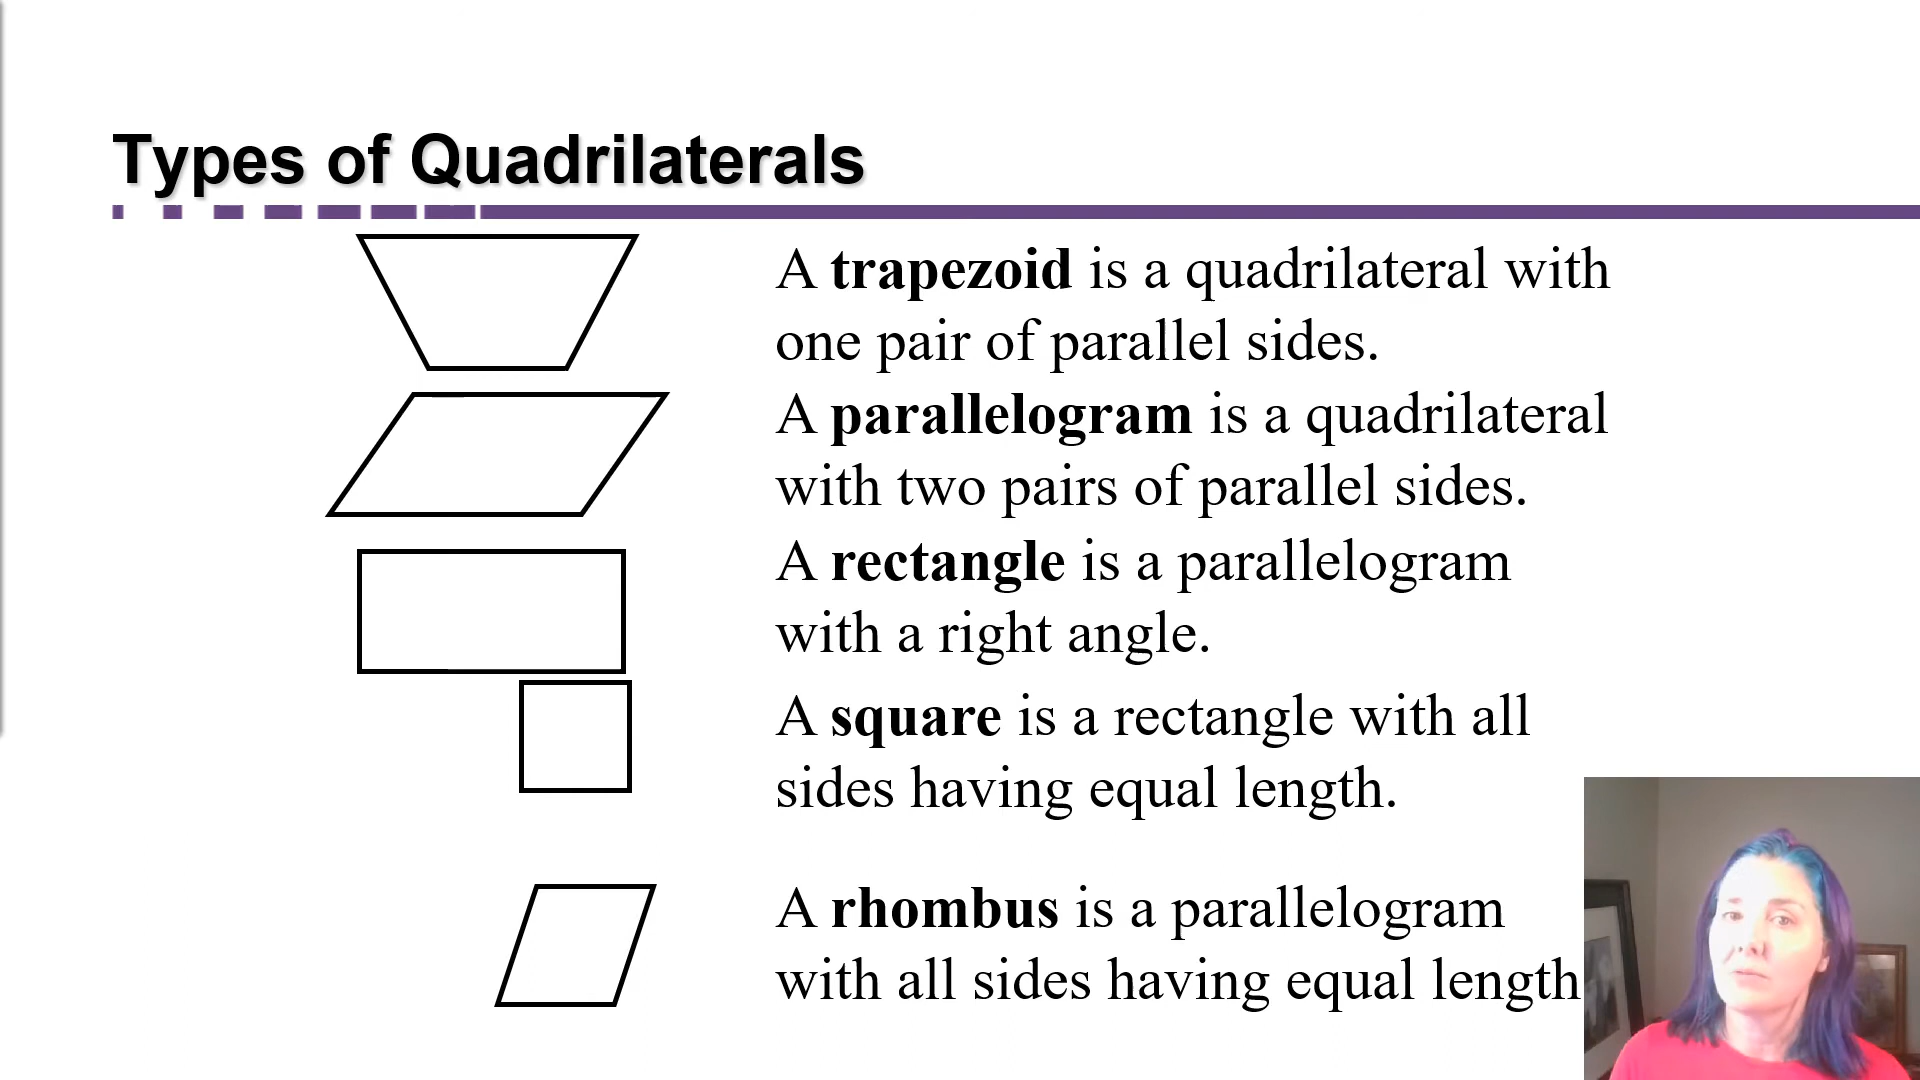 Types of Quadrilaterals
A trapezoid is a quadrilateral with
one pair of parallel sides.
A parallelogram is a quadrilateral
with two pairs of parallel sides.
A rectangle is a parallelogram
with a right angle.
A square is a rectangle with all
sides having equal length.
A rhombus is a parallelogram
with all sides having equal length